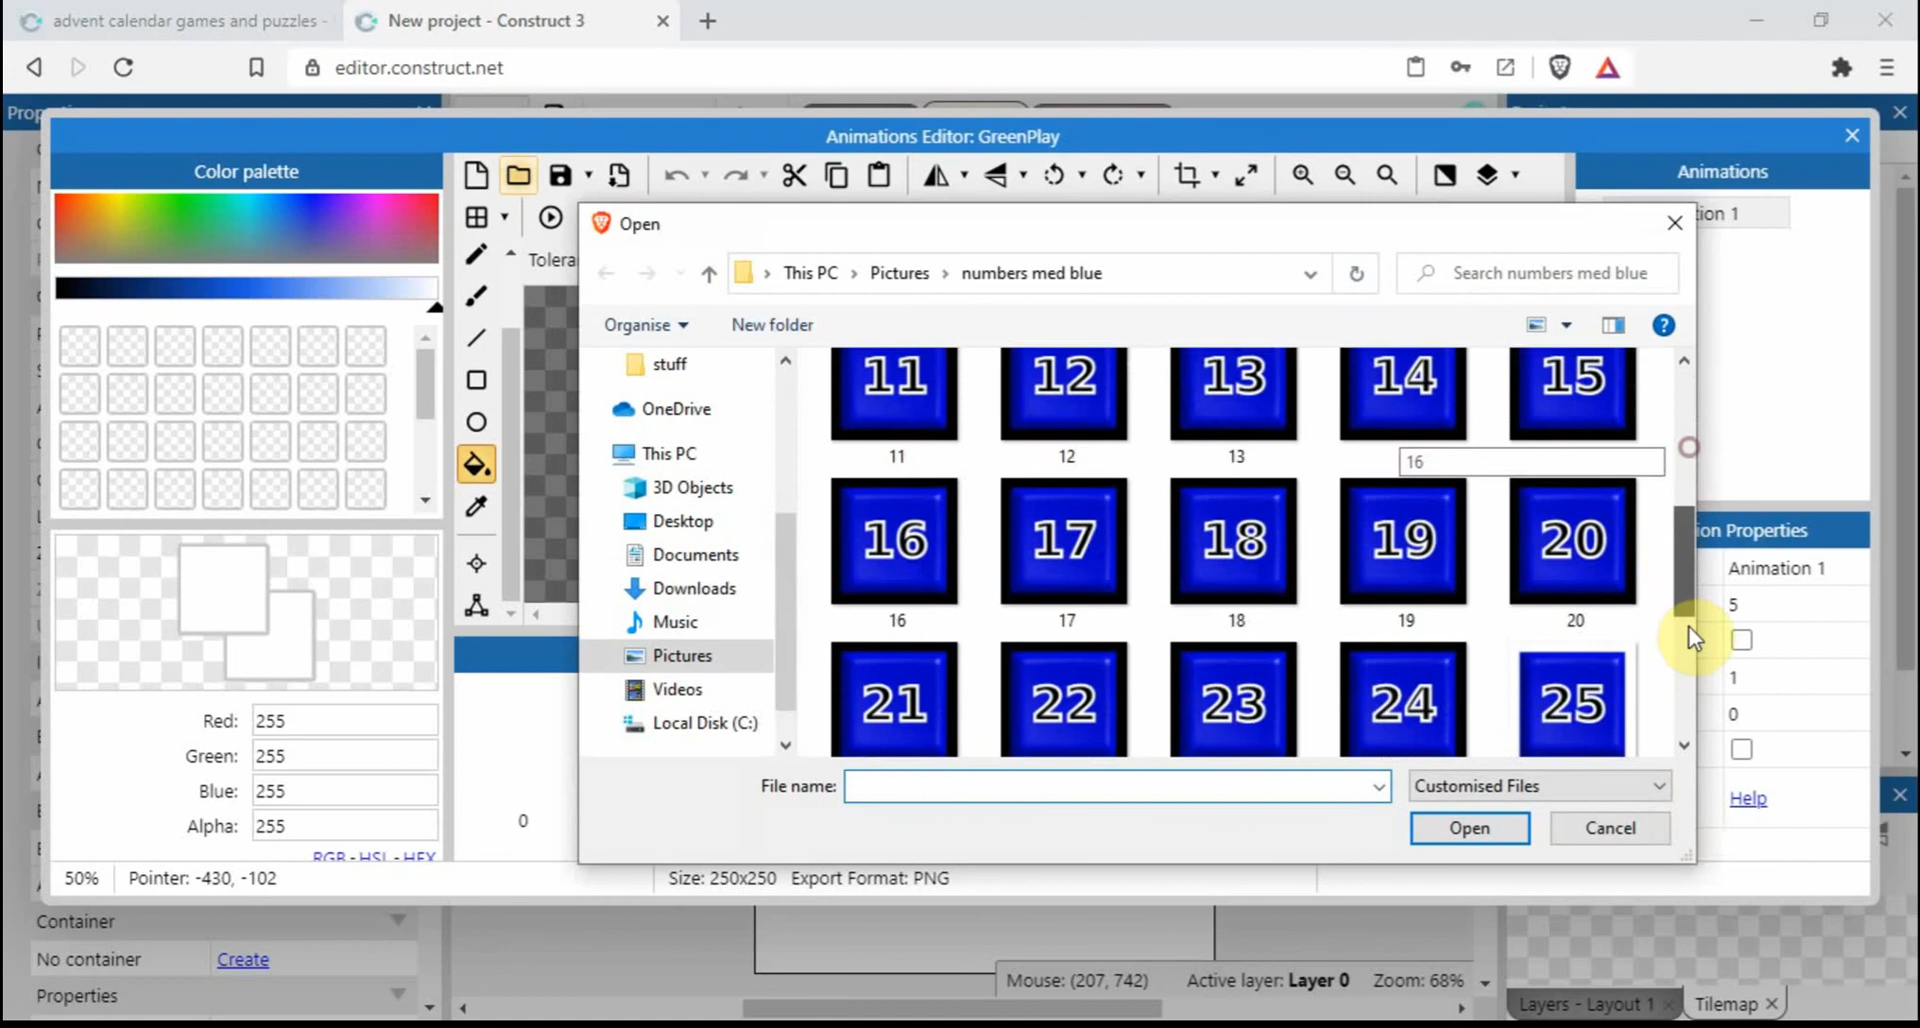 advent calendar games and puzzles -
New project - Construct 3
editor.construct.net
Animations Editor: GreenPlay
Color palette
Animations
Open
This PC > Pictures > numbers med blue
Search numbers med blue
Organise
New folder
stuff
OneDrive
This PC
3D Objects
Desktop
Documents
Downloads
Music
Pictures
Videos
Local Disk (C:)
11 12 13 14 15
11 12 13
16
16 17 18 19 20
16 17 18 19 20
21 22 23 24 25
File name:
Customised Files
Open
Cancel
Animation 1
5
1
0
Help
Red: 255
Green: 255
Blue: 255
Alpha: 255
RGB - HSL - HEX
0
50%
Pointer: -430, -102
Size: 250x250
Export Format: PNG
Container
No container
Create
Properties
Mouse: (207, 742)
Active layer: Layer 0
Zoom: 68%
Layers - Layout 1
Tilemap